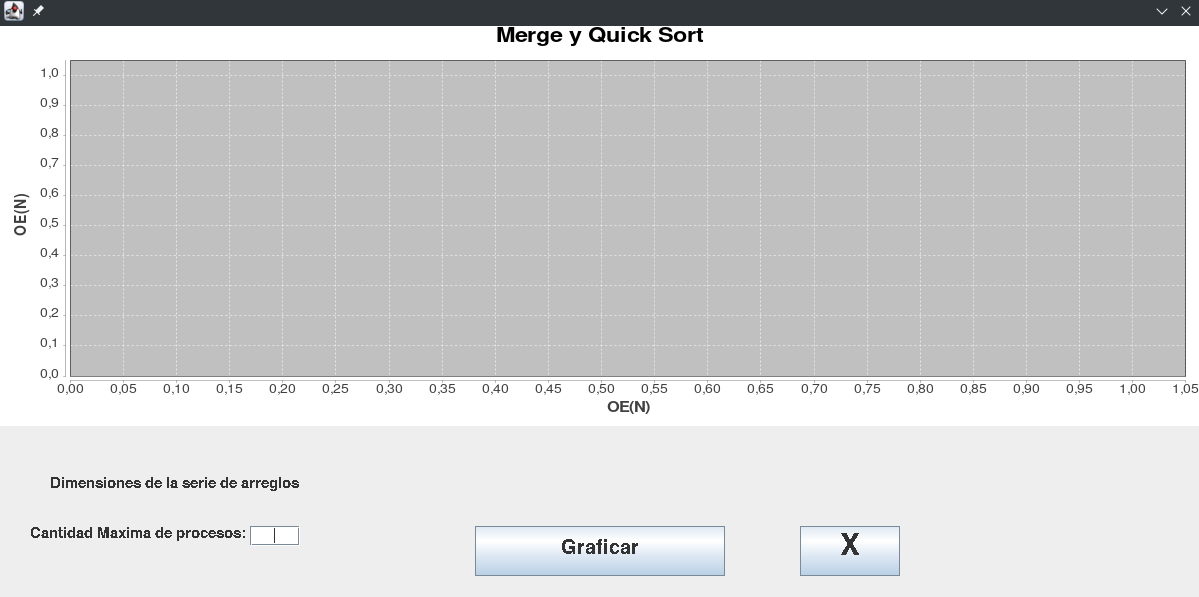 Merge y Quick Sort
1,0
0,9
0,8
0,7
0,6
0,5
0,4
0,3
0,2
0,1
0,0
OE(N)
0,00 0,05 0,10 0,15 0,20 0,25 0,30 0,35 0,40 0,45 0,50 0,55 0,60 0,65 0,70 0,75 0,80 0,85 0,90 0,95 1,00 1,05
OE(N)
Dimensiones de la serie de arreglos
Cantidad Maxima de procesos:
Graficar
X